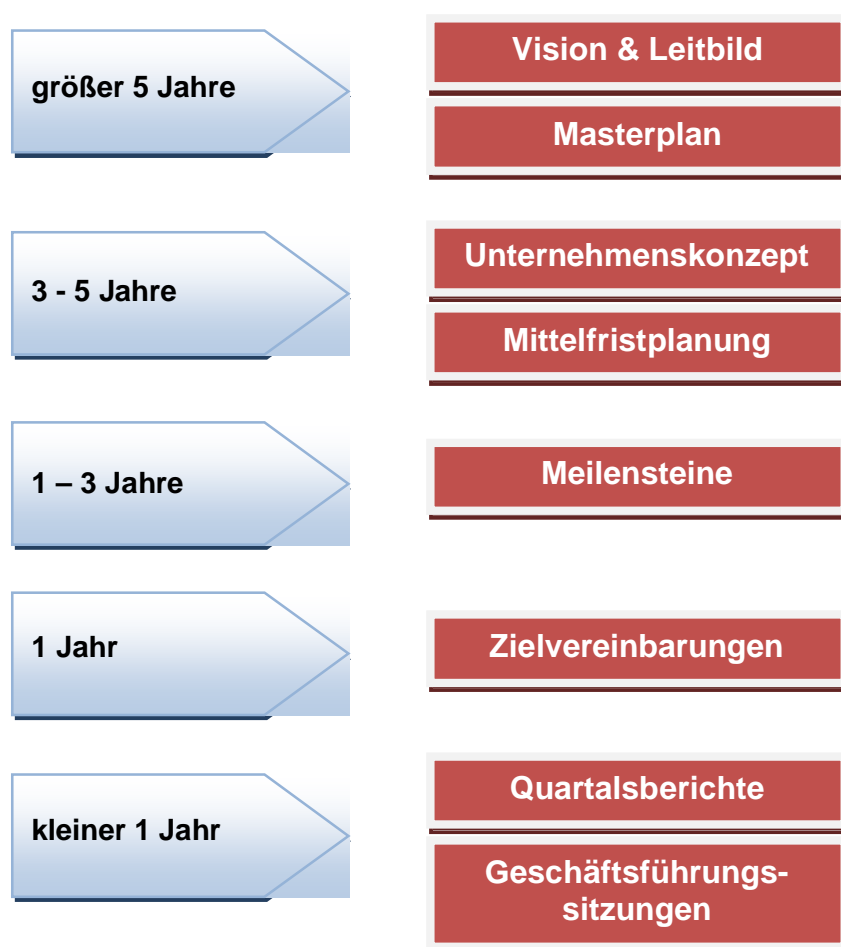 größer 5 Jahre
Vision & Leitbild
Masterplan
3 - 5 Jahre
Unternehmenskonzept
Mittelfristplanung
1 – 3 Jahre
Meilensteine
1 Jahr
Zielvereinbarungen
kleiner 1 Jahr
Quartalsberichte
Geschäftsführungs-
sitzungen